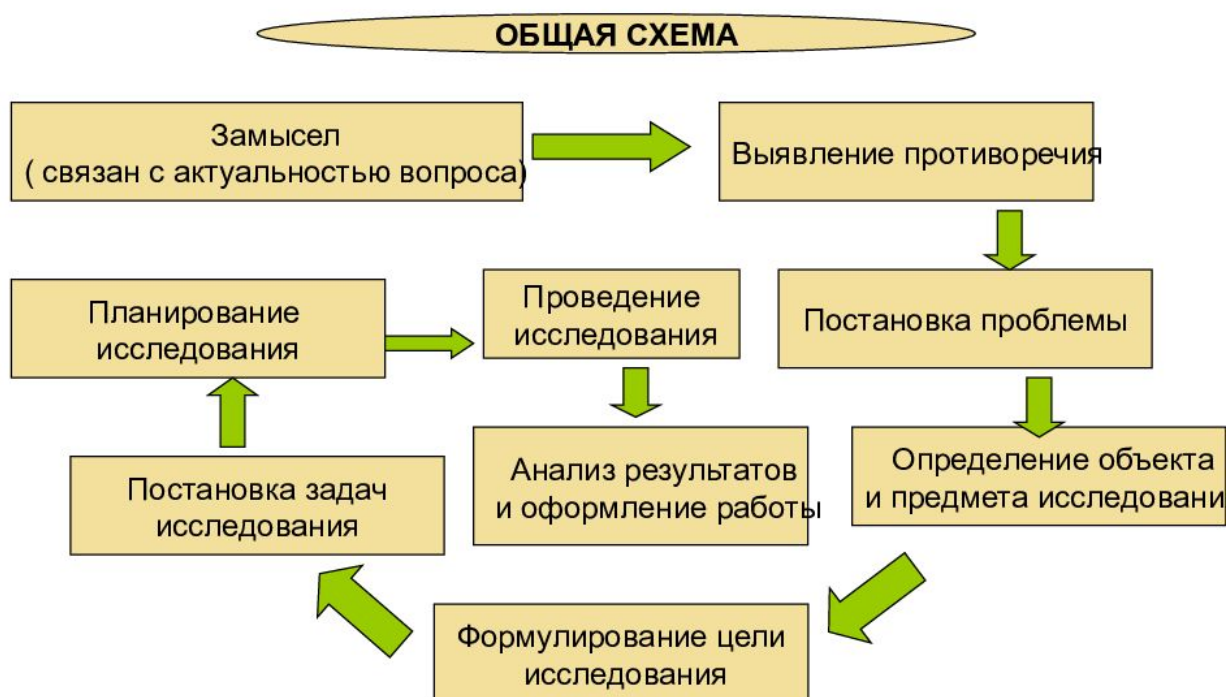 ОБЩАЯ СХЕМА
Замысел
( связан с актуальностью вопроса)
Выявление противоречия
Постановка проблемы
Определение объекта
и предмета исследовани
Формулирование цели
исследования
Постановка задач
исследования
Планирование
исследования
Проведение
исследования
Анализ результатов
и оформление работы